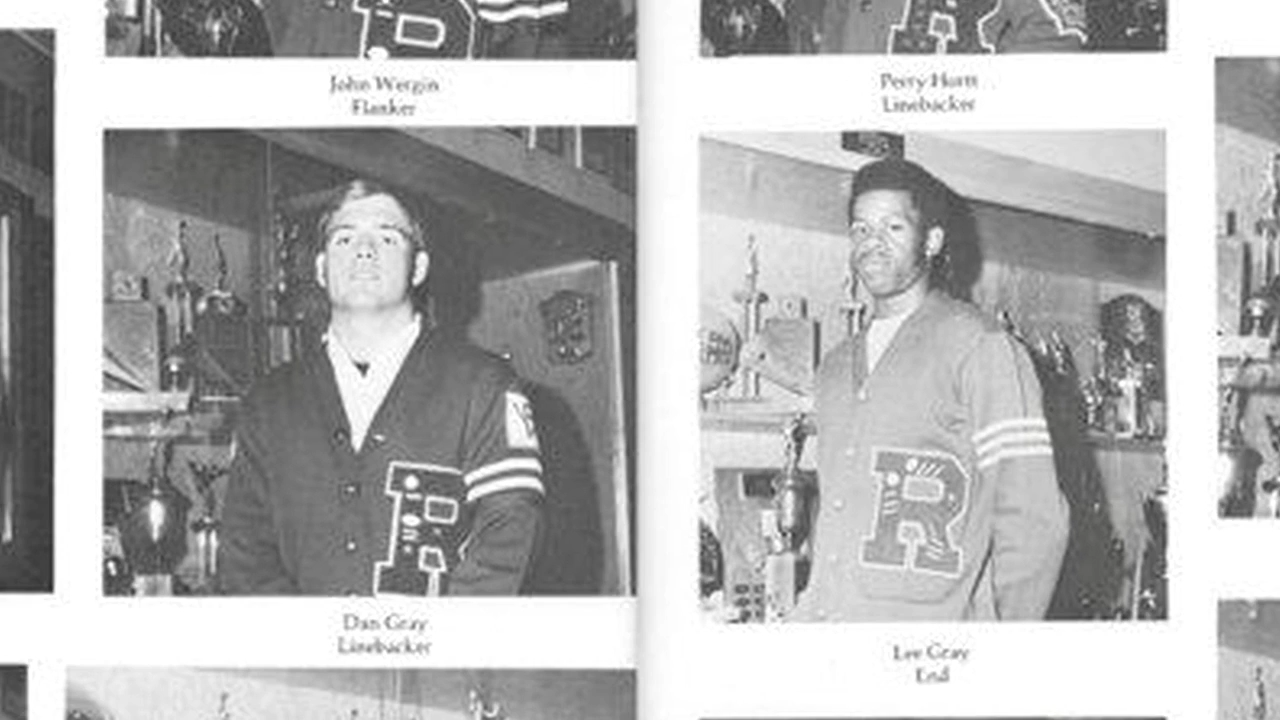 John Wergin
Flanker
R
Dan Gray
Linebacker
Perry Hurtt
Linebacker
R
Lee Gray
End